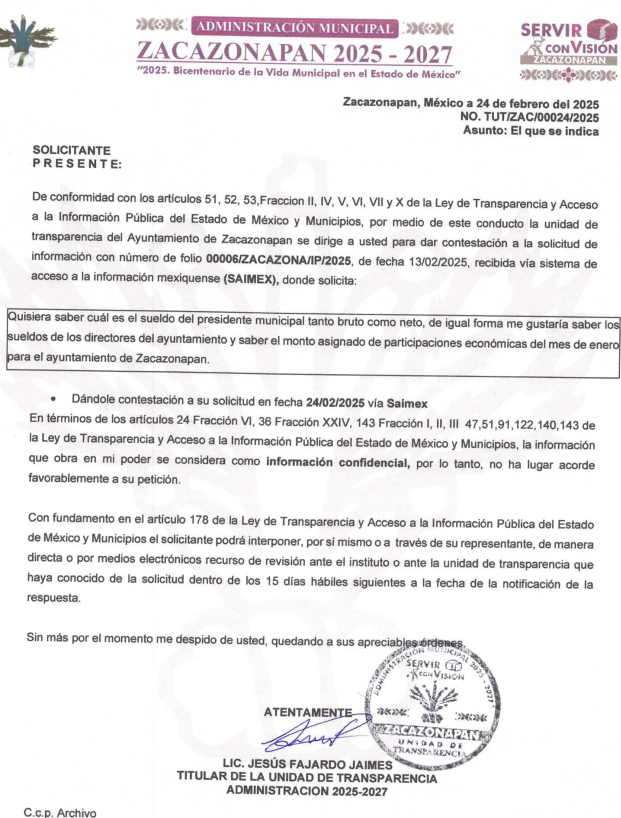 ADMINISTRACIÓN MUNICIPAL
ZACAZONAPAN 2025 - 2027
"2025. Bicentenario de la Vida Municipal en el Estado de México"
SERVIR
CON VISIÓN
ZACAZONAPAN
Zacazonapan, México a 24 de febrero del 2025
NO. TUT/ZAC/00024/2025
Asunto: El que se indica
SOLICITANTE
P R E S E N T E:
De conformidad con los artículos 51, 52, 53,Fraccion II, IV, V, VI, VII y X de la Ley de Transparencia y Acceso
a la Información Pública del Estado de México y Municipios, por medio de este conducto la unidad de
transparencia del Ayuntamiento de Zacazonapan se dirige a usted para dar contestación a la solicitud de
información con número de folio 00006/ZACAZONA/IP/2025, de fecha 13/02/2025, recibida vía sistema de
acceso a la información mexiquense (SAIMEX), donde solicita:
Quisiera saber cuál es el sueldo del presidente municipal tanto bruto como neto, de igual forma me gustaría saber los
sueldos de los directores del ayuntamiento y saber el monto asignado de participaciones económicas del mes de enero
para el ayuntamiento de Zacazonapan.
• Dándole contestación a su solicitud en fecha 24/02/2025 vía Saimex
En términos de los artículos 24 Fracción VI, 36 Fracción XXIV, 143 Fracción I, II, III 47,51,91,122,140,143 de
la Ley de Transparencia y Acceso a la Información Pública del Estado de México y Municipios, la información
que obra en mi poder se considera como información confidencial, por lo tanto, no ha lugar acorde
favorablemente a su petición.
Con fundamento en el artículo 178 de la Ley de Transparencia y Acceso a la Información Pública del Estado
de México y Municipios el solicitante podrá interponer, por sí mismo o a través de su representante, de manera
directa o por medios electrónicos recurso de revisión ante el instituto o ante la unidad de transparencia que
haya conocido de la solicitud dentro de los 15 días hábiles siguientes a la fecha de la notificación de la
respuesta.
Sin más por el momento me despido de usted, quedando a sus apreciables órdenes.
ADMINISTRACIÓN MUNICIPAL 2025 - 2027
SERVIR
CON VISIÓN
ZACAZONAPAN
UNIDAD DE
TRANSPARENCIA
ATENTAMENTE
LIC. JESÚS FAJARDO JAIMES
TITULAR DE LA UNIDAD DE TRANSPARENCIA
ADMINISTRACION 2025-2027
C.c.p. Archivo